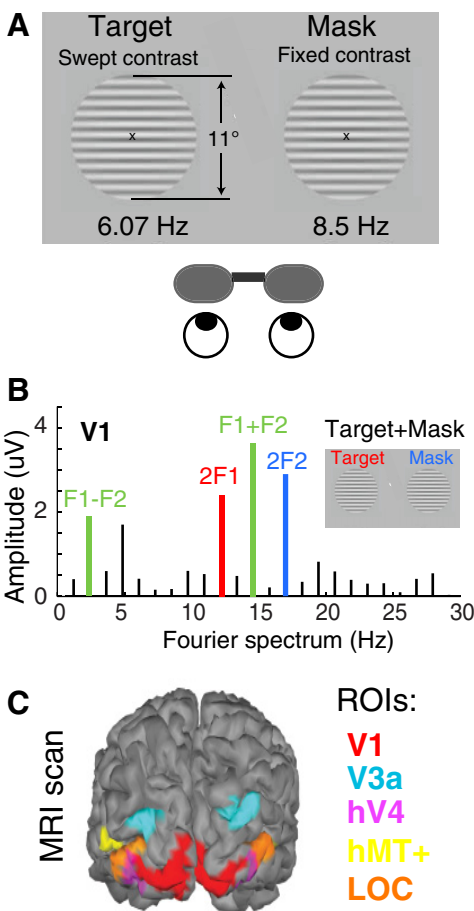 A
Target
Mask
Swept contrast
Fixed contrast
x
11°
x
6.07 Hz
8.5 Hz
B
V1
F1+F2
Target+Mask
Target
Mask
2F1
2F2
F1-F2
Amplitude (uV)
4
2
0
0
5
10
15
20
25
30
Fourier spectrum (Hz)
C
MRI scan
ROIs:
V1
V3a
hV4
hMT+
LOC